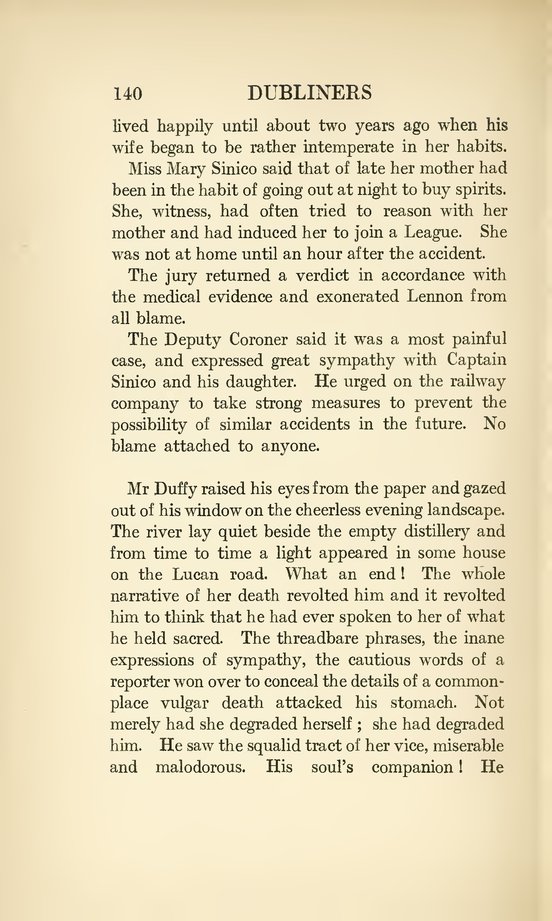 140 DUBLINERS
lived happily until about two years ago when his
wife began to be rather intemperate in her habits.
Miss Mary Sinico said that of late her mother had
been in the habit of going out at night to buy spirits.
She, witness, had often tried to reason with her
mother and had induced her to join a League. She
was not at home until an hour after the accident.
The jury returned a verdict in accordance with
the medical evidence and exonerated Lennon from
all blame.
The Deputy Coroner said it was a most painful
case, and expressed great sympathy with Captain
Sinico and his daughter. He urged on the railway
company to take strong measures to prevent the
possibility of similar accidents in the future. No
blame attached to anyone.
Mr Duffy raised his eyes from the paper and gazed
out of his window on the cheerless evening landscape.
The river lay quiet beside the empty distillery and
from time to time a light appeared in some house
on the Lucan road. What an end ! The whole
narrative of her death revolted him and it revolted
him to think that he had ever spoken to her of what
he held sacred. The threadbare phrases, the inane
expressions of sympathy, the cautious words of a
reporter won over to conceal the details of a common-
place vulgar death attacked his stomach. Not
merely had she degraded herself ; she had degraded
him. He saw the squalid tract of her vice, miserable
and malodorous. His soul's companion ! He